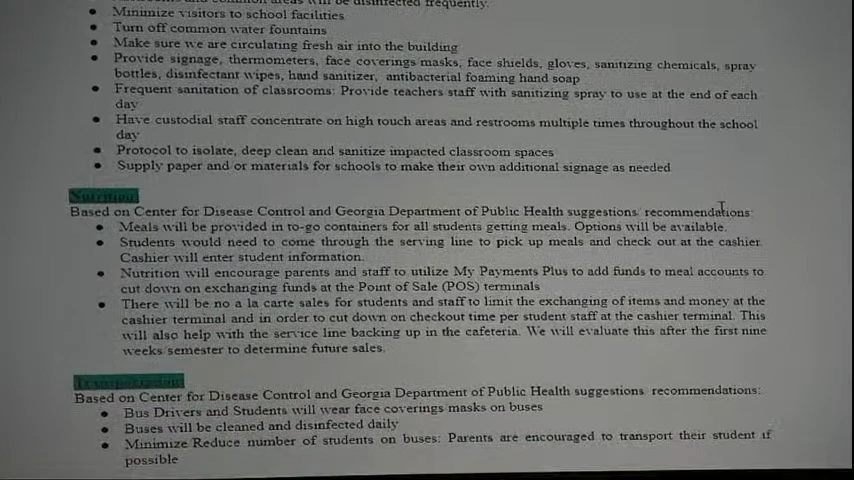 areas will be disinfected frequently.
Minimize visitors to school facilities
Turn off common water fountains
Make sure we are circulating fresh air into the building
Provide signage, thermometers, face coverings masks, face shields, gloves, sanitizing chemicals, spray
bottles, disinfectant wipes, hand sanitizer, antibacterial foaming hand soap
Frequent sanitation of classrooms: Provide teachers staff with sanitizing spray to use at the end of each
day
Have custodial staff concentrate on high touch areas and restrooms multiple times throughout the school
day
Protocol to isolate, deep clean and sanitize impacted classroom spaces
Supply paper and or materials for schools to make their own additional signage as needed
Nutrition:
Based on Center for Disease Control and Georgia Department of Public Health suggestions recommendations:
Meals will be provided in to-go containers for all students getting meals. Options will be available.
Students would need to come through the serving line to pick up meals and check out at the cashier.
Cashier will enter student information.
Nutrition will encourage parents and staff to utilize My Payments Plus to add funds to meal accounts to
cut down on exchanging funds at the Point of Sale (POS) terminals
There will be no a la carte sales for students and staff to limit the exchanging of items and money at the
cashier terminal and in order to cut down on checkout time per student staff at the cashier terminal. This
will also help with the service line backing up in the cafeteria. We will evaluate this after the first nine
weeks semester to determine future sales.
Transportation:
Based on Center for Disease Control and Georgia Department of Public Health suggestions recommendations:
Bus Drivers and Students will wear face coverings masks on buses
Buses will be cleaned and disinfected daily
Minimize Reduce number of students on buses: Parents are encouraged to transport their student if
possible